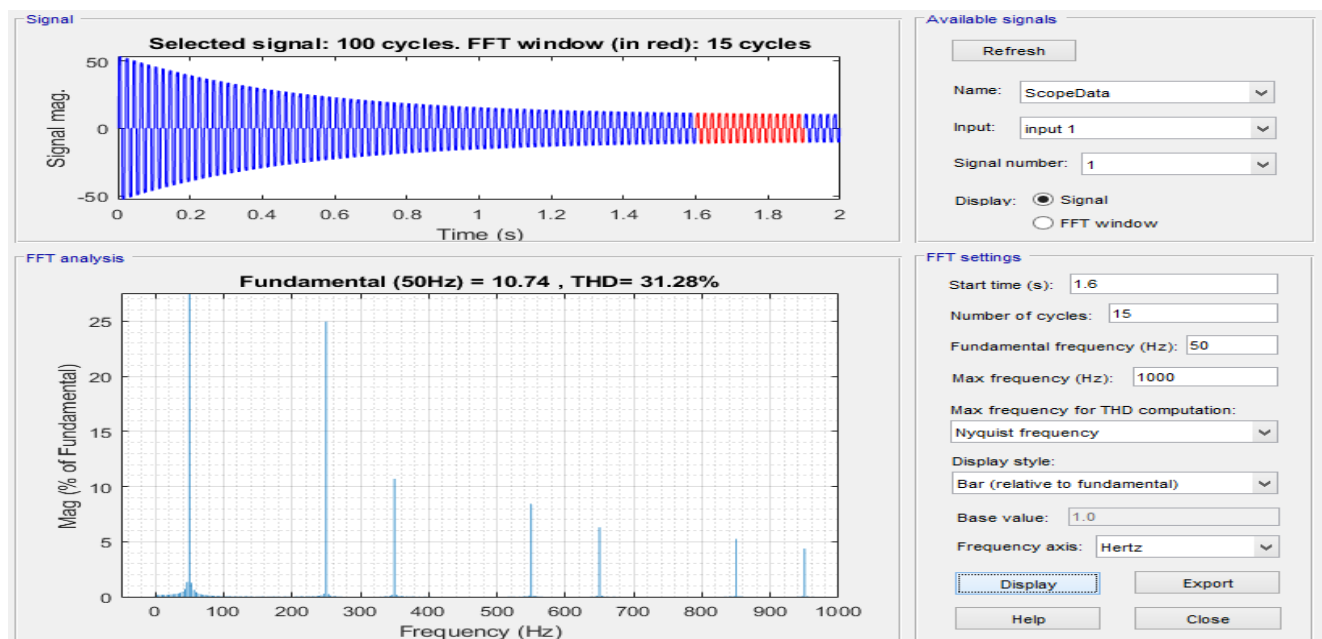 Signal
Selected signal: 100 cycles. FFT window (in red): 15 cycles
50
0
-50
Signal mag.
0 0.2 0.4 0.6 0.8 1 1.2 1.4 1.6 1.8 2
Time (s)
FFT analysis
Fundamental (50Hz) = 10.74 , THD= 31.28%
25
20
15
10
5
0
Mag (% of Fundamental)
0 100 200 300 400 500 600 700 800 900 1000
Frequency (Hz)
Available signals
Refresh
Name: ScopeData
Input: input 1
Signal number: 1
Display: Signal
FFT window
FFT settings
Start time (s): 1.6
Number of cycles: 15
Fundamental frequency (Hz): 50
Max frequency (Hz): 1000
Max frequency for THD computation:
Nyquist frequency
Display style:
Bar (relative to fundamental)
Base value: 1.0
Frequency axis: Hertz
Display Export
Help Close